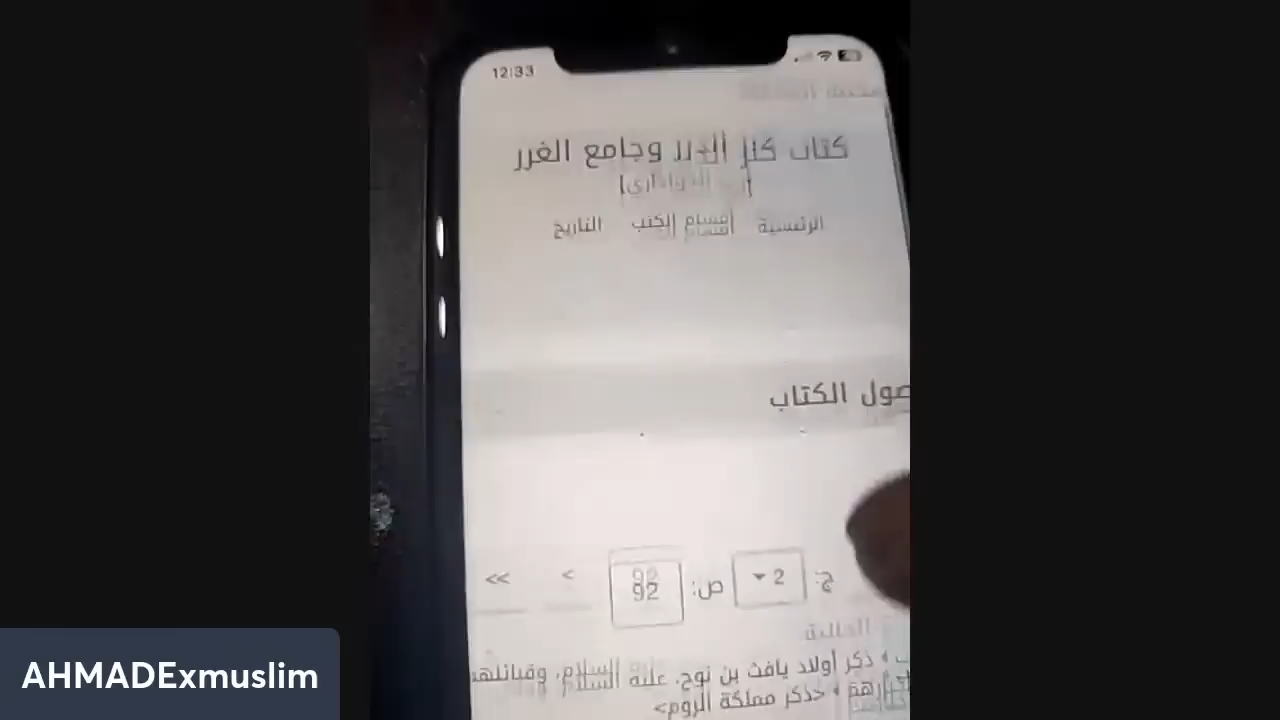 12:33
كتاب كنز الدرر وجامع الغرر
الرئيسية أقسام الكتب التاريخ
صول الكتاب
ج: 2 ص: 92 > >>
ذكر أولاد يافث بن نوح، عليه السلام، وقبائلهم
<ذكر مملكة الروم>
AHMADExmuslim